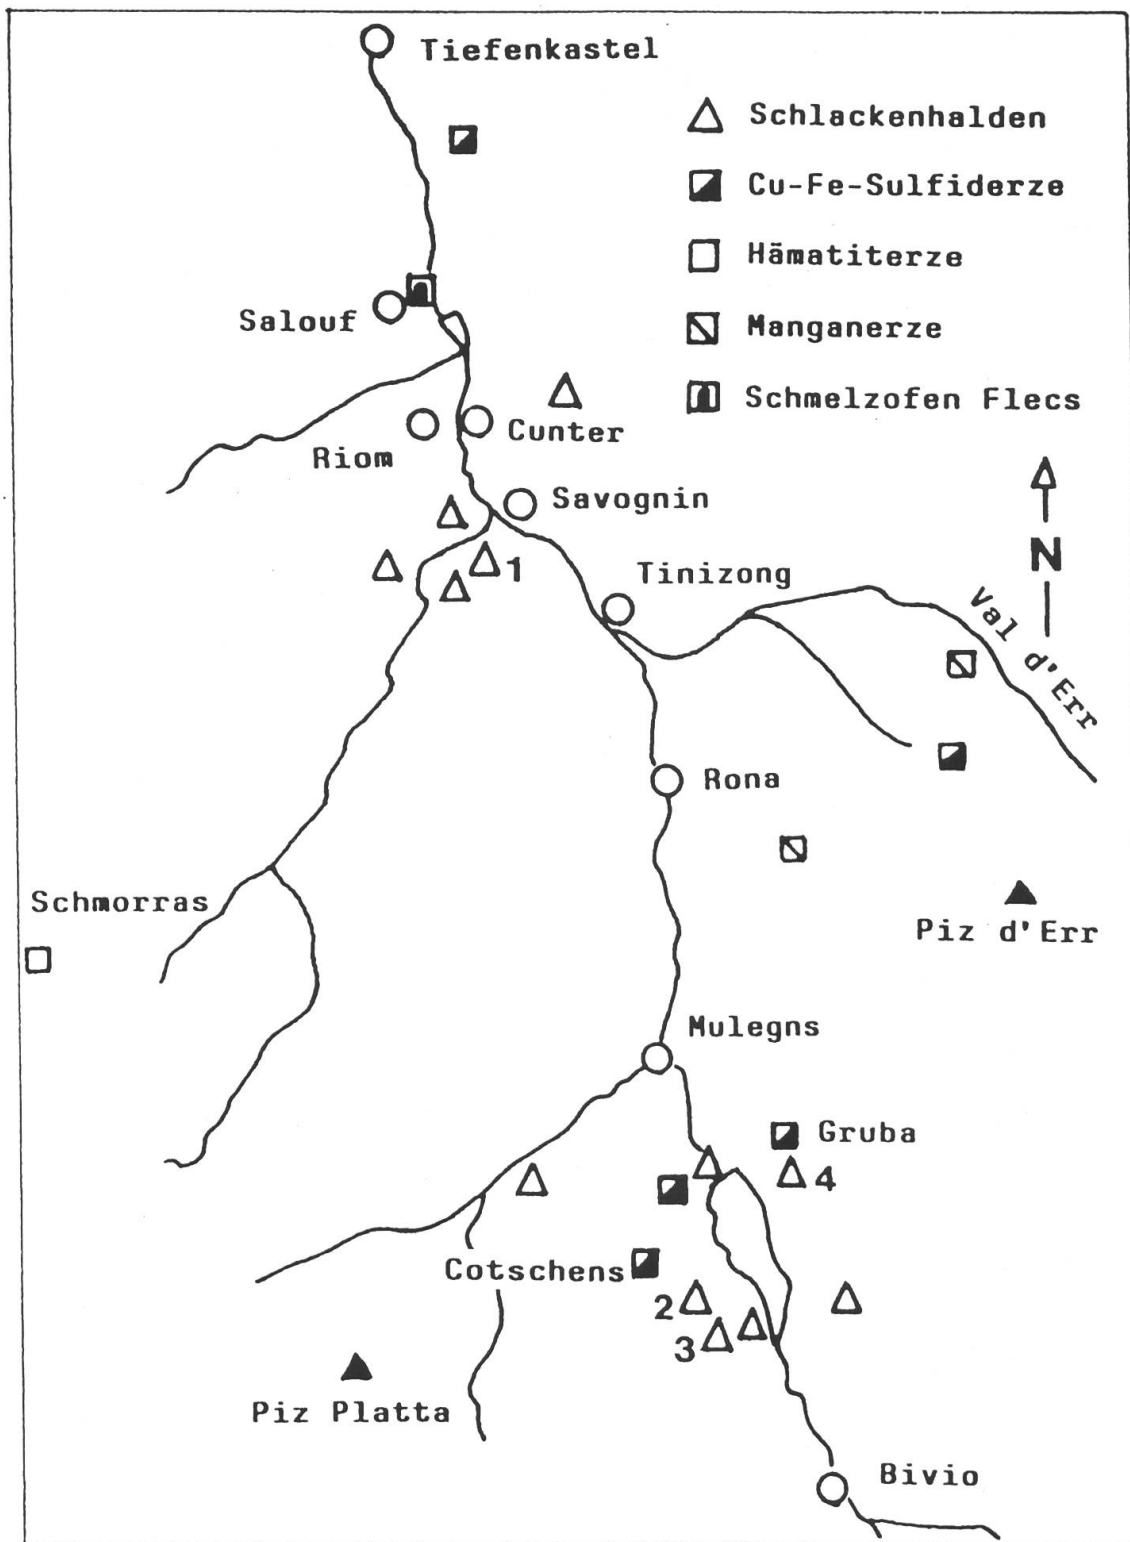 Tiefenkastel
Schlackenhalden
Cu-Fe-Sulfiderze
Hämatiterze
Manganerze
Schmelzofen Flecs
Salouf
Riom
Cunter
Savognin
1
Tinizong
N
Val d'Err
Rona
Schmorras
Piz d'Err
Mulegns
Gruba
4
Cotschens
2
3
Piz Platta
Bivio